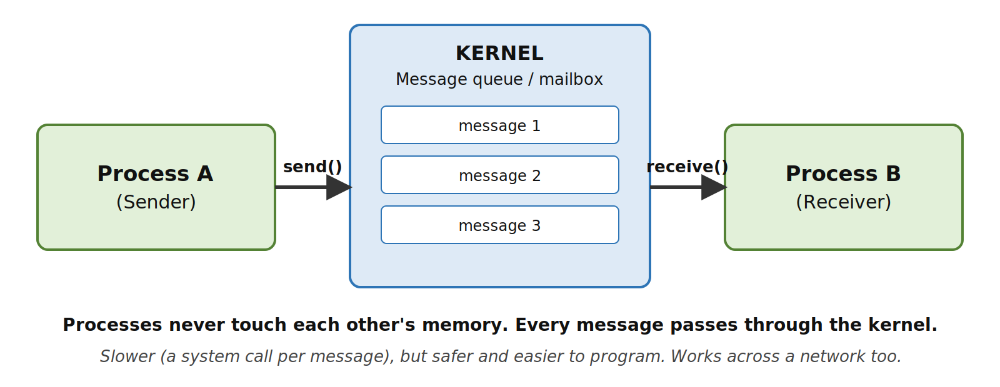 KERNEL
Message queue / mailbox
message 1
message 2
message 3
Process A
(Sender)
send()
receive()
Process B
(Receiver)
Processes never touch each other's memory. Every message passes through the kernel.
Slower (a system call per message), but safer and easier to program. Works across a network too.